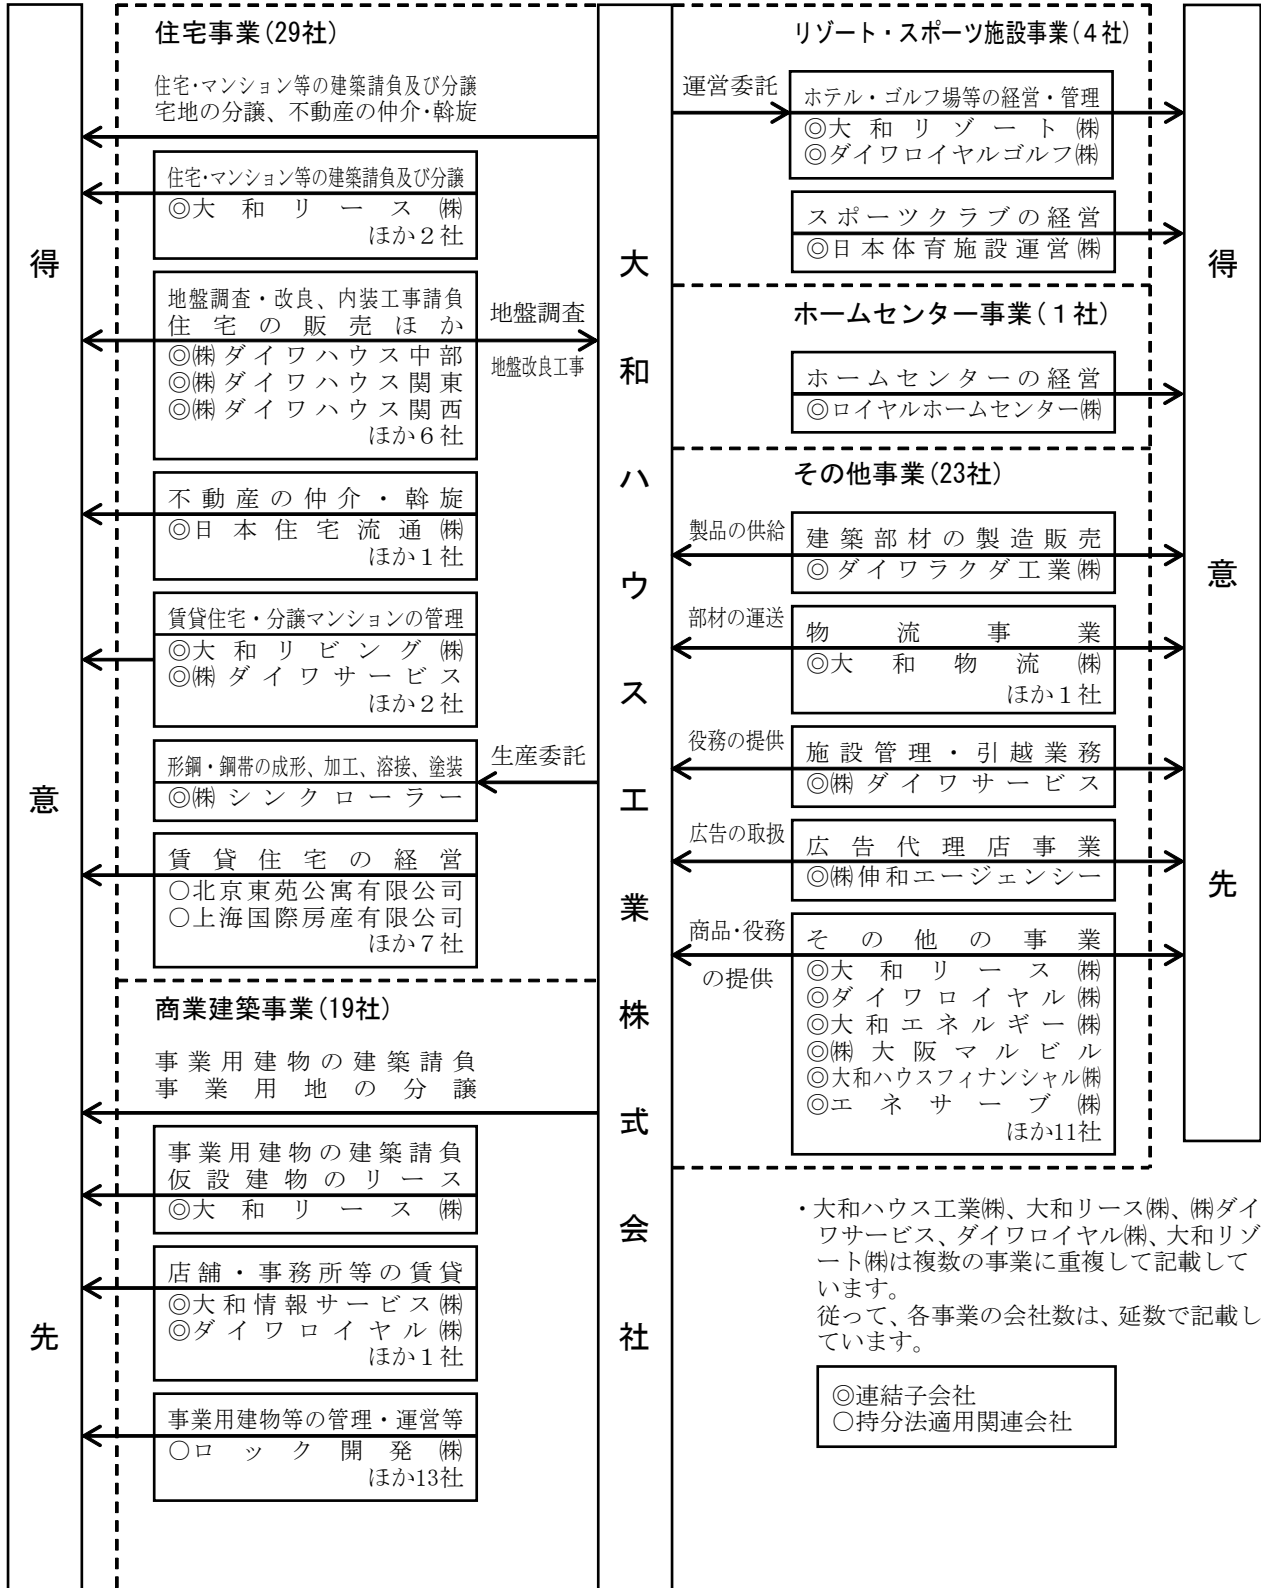 得意先
住宅事業(29社)
住宅・マンション等の建築請負及び分譲
宅地の分譲、不動産の仲介・斡旋
住宅・マンション等の建築請負及び分譲
◎大和リース㈱
ほか２社
地盤調査・改良、内装工事請負
住宅の販売ほか
◎㈱ダイワハウス中部
◎㈱ダイワハウス関東
◎㈱ダイワハウス関西
ほか６社
地盤調査
地盤改良工事
不動産の仲介・斡旋
◎日本住宅流通㈱
ほか１社
賃貸住宅・分譲マンションの管理
◎大和リビング㈱
◎㈱ダイワサービス
ほか２社
形鋼・鋼帯の成形、加工、溶接、塗装
◎㈱シンクローラー
生産委託
賃貸住宅の経営
○北京東苑公寓有限公司
○上海国際房産有限公司
ほか７社
商業建築事業(19社)
事業用建物の建築請負
事業用地の分譲
事業用建物の建築請負
仮設建物のリース
◎大和リース㈱
店舗・事務所等の賃貸
◎大和情報サービス㈱
◎ダイワロイヤル㈱
ほか１社
事業用建物等の管理・運営等
○ロック開発㈱
ほか13社
大和ハウス工業株式会社
リゾート・スポーツ施設事業(４社)
運営委託
ホテル・ゴルフ場等の経営・管理
◎大和リゾート㈱
◎ダイワロイヤルゴルフ㈱
スポーツクラブの経営
◎日本体育施設運営㈱
ホームセンター事業(１社)
ホームセンターの経営
◎ロイヤルホームセンター㈱
その他事業(23社)
製品の供給
建築部材の製造販売
◎ダイワラクダ工業㈱
部材の運送
物流事業
◎大和物流㈱
ほか１社
役務の提供
施設管理・引越業務
◎㈱ダイワサービス
広告の取扱
広告代理店事業
◎㈱伸和エージェンシー
商品・役務
の提供
その他の事業
◎大和リース㈱
◎ダイワロイヤル㈱
◎大和エネルギー㈱
◎㈱大阪マルビル
◎大和ハウスフィナンシャル㈱
◎エネサーブ㈱
ほか11社
得意先
・大和ハウス工業㈱、大和リース㈱、㈱ダイ
ワサービス、ダイワロイヤル㈱、大和リゾ
ート㈱は複数の事業に重複して記載して
います。
従って、各事業の会社数は、延数で記載し
ています。
◎連結子会社
○持分法適用関連会社